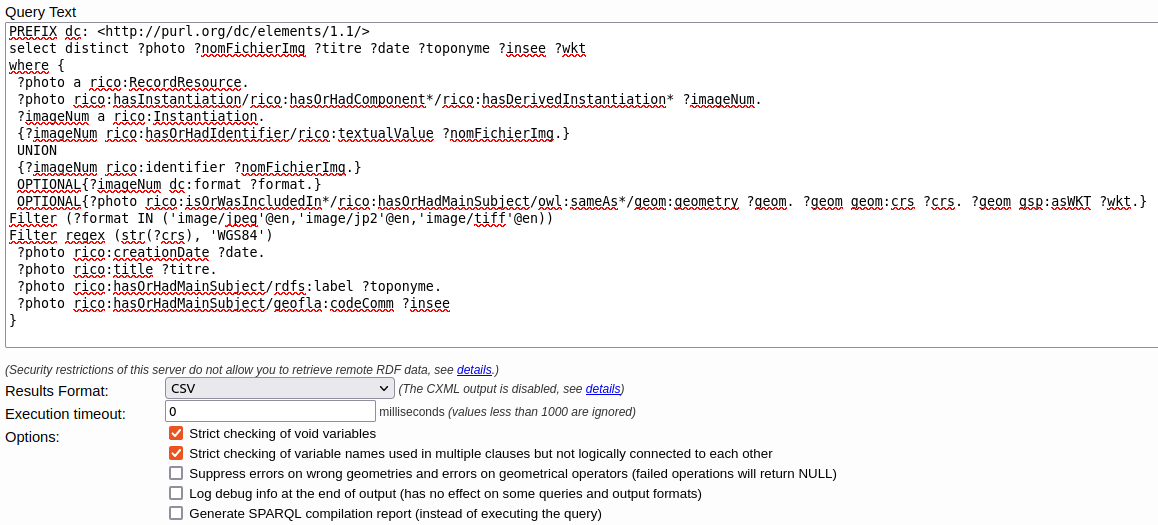 Query Text
PREFIX dc: <http://purl.org/dc/elements/1.1/>
select distinct ?photo ?nomFichierImg ?titre ?date ?toponyme ?insee ?wkt
where {
?photo a rico:RecordResource.
?photo rico:hasInstantiation/rico:hasOrHadComponent*/rico:hasDerivedInstantiation* ?imageNum.
?imageNum a rico:Instantiation.
{?imageNum rico:hasOrHadIdentifier/rico:textualValue ?nomFichierImg.}
UNION
{?imageNum rico:identifier ?nomFichierImg.}
OPTIONAL{?imageNum dc:format ?format.}
OPTIONAL{?photo rico:isOrWasIncludedIn*/rico:hasOrHadMainSubject/owl:sameAs*/geom:geometry ?geom. ?geom geom:crs ?crs. ?geom gsp:asWKT ?wkt.}
Filter (?format IN ('image/jpeg'@en,'image/jp2'@en,'image/tiff'@en))
Filter regex (str(?crs), 'WGS84')
?photo rico:creationDate ?date.
?photo rico:title ?titre.
?photo rico:hasOrHadMainSubject/rdfs:label ?toponyme.
?photo rico:hasOrHadMainSubject/geofla:codeComm ?insee
}
(Security restrictions of this server do not allow you to retrieve remote RDF data, see details.)
Results Format: CSV (The CXML output is disabled, see details)
Execution timeout: 0 milliseconds (values less than 1000 are ignored)
Options: Strict checking of void variables
Strict checking of variable names used in multiple clauses but not logically connected to each other
Suppress errors on wrong geometries and errors on geometrical operators (failed operations will return NULL)
Log debug info at the end of output (has no effect on some queries and output formats)
Generate SPARQL compilation report (instead of executing the query)